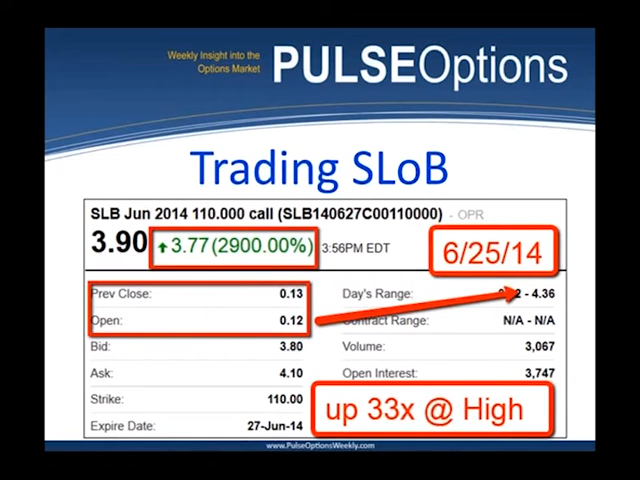 Weekly Insight into the
Options Market
PULSEOptions
Trading SLoB
SLB Jun 2014 110.000 call (SLB140627C00110000) - OPR
3.90 3.77(2900.00%) 3:56PM EDT
6/25/14
Prev Close: 0.13 Day's Range: - 4.36
Open: 0.12 Contract Range: N/A - N/A
Bid: 3.80 Volume: 3,067
Ask: 4.10 Open Interest: 3,747
Strike: 110.00
up 33x @ High
Expire Date: 27-Jun-14
www.PulseOptionsWeekly.com